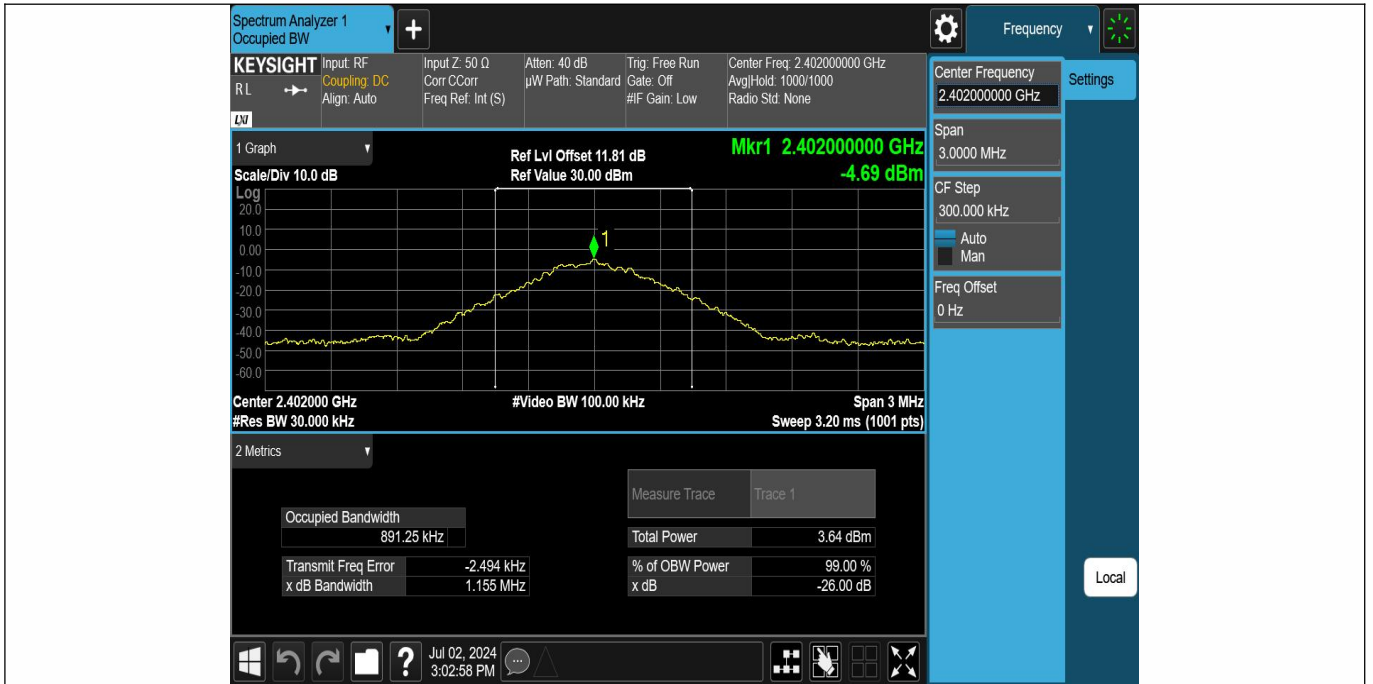 Spectrum Analyzer 1
Occupied BW
+
Frequency
KEYSIGHT
RL
LXI
Input: RF
Coupling: DC
Align: Auto
Input Z: 50 Ω
Corr CCorr
Freq Ref: Int (S)
Atten: 40 dB
µW Path: Standard
Trig: Free Run
Gate: Off
#IF Gain: Low
Center Freq: 2.402000000 GHz
Avg|Hold: 1000/1000
Radio Std: None
Center Frequency
2.402000000 GHz
Settings
Span
3.0000 MHz
CF Step
300.000 kHz
Auto
Man
Freq Offset
0 Hz
Local
1 Graph
Scale/Div 10.0 dB
Ref Lvl Offset 11.81 dB
Ref Value 30.00 dBm
Mkr1 2.402000000 GHz
-4.69 dBm
Log
20.0
10.0
0.00
-10.0
-20.0
-30.0
-40.0
-50.0
-60.0
1
Center 2.402000 GHz
#Video BW 100.00 kHz
Span 3 MHz
#Res BW 30.000 kHz
Sweep 3.20 ms (1001 pts)
2 Metrics
Measure Trace
Trace 1
Occupied Bandwidth
891.25 kHz
Total Power
3.64 dBm
Transmit Freq Error
-2.494 kHz
% of OBW Power
99.00 %
x dB Bandwidth
1.155 MHz
x dB
-26.00 dB
?
Jul 02, 2024
3:02:58 PM